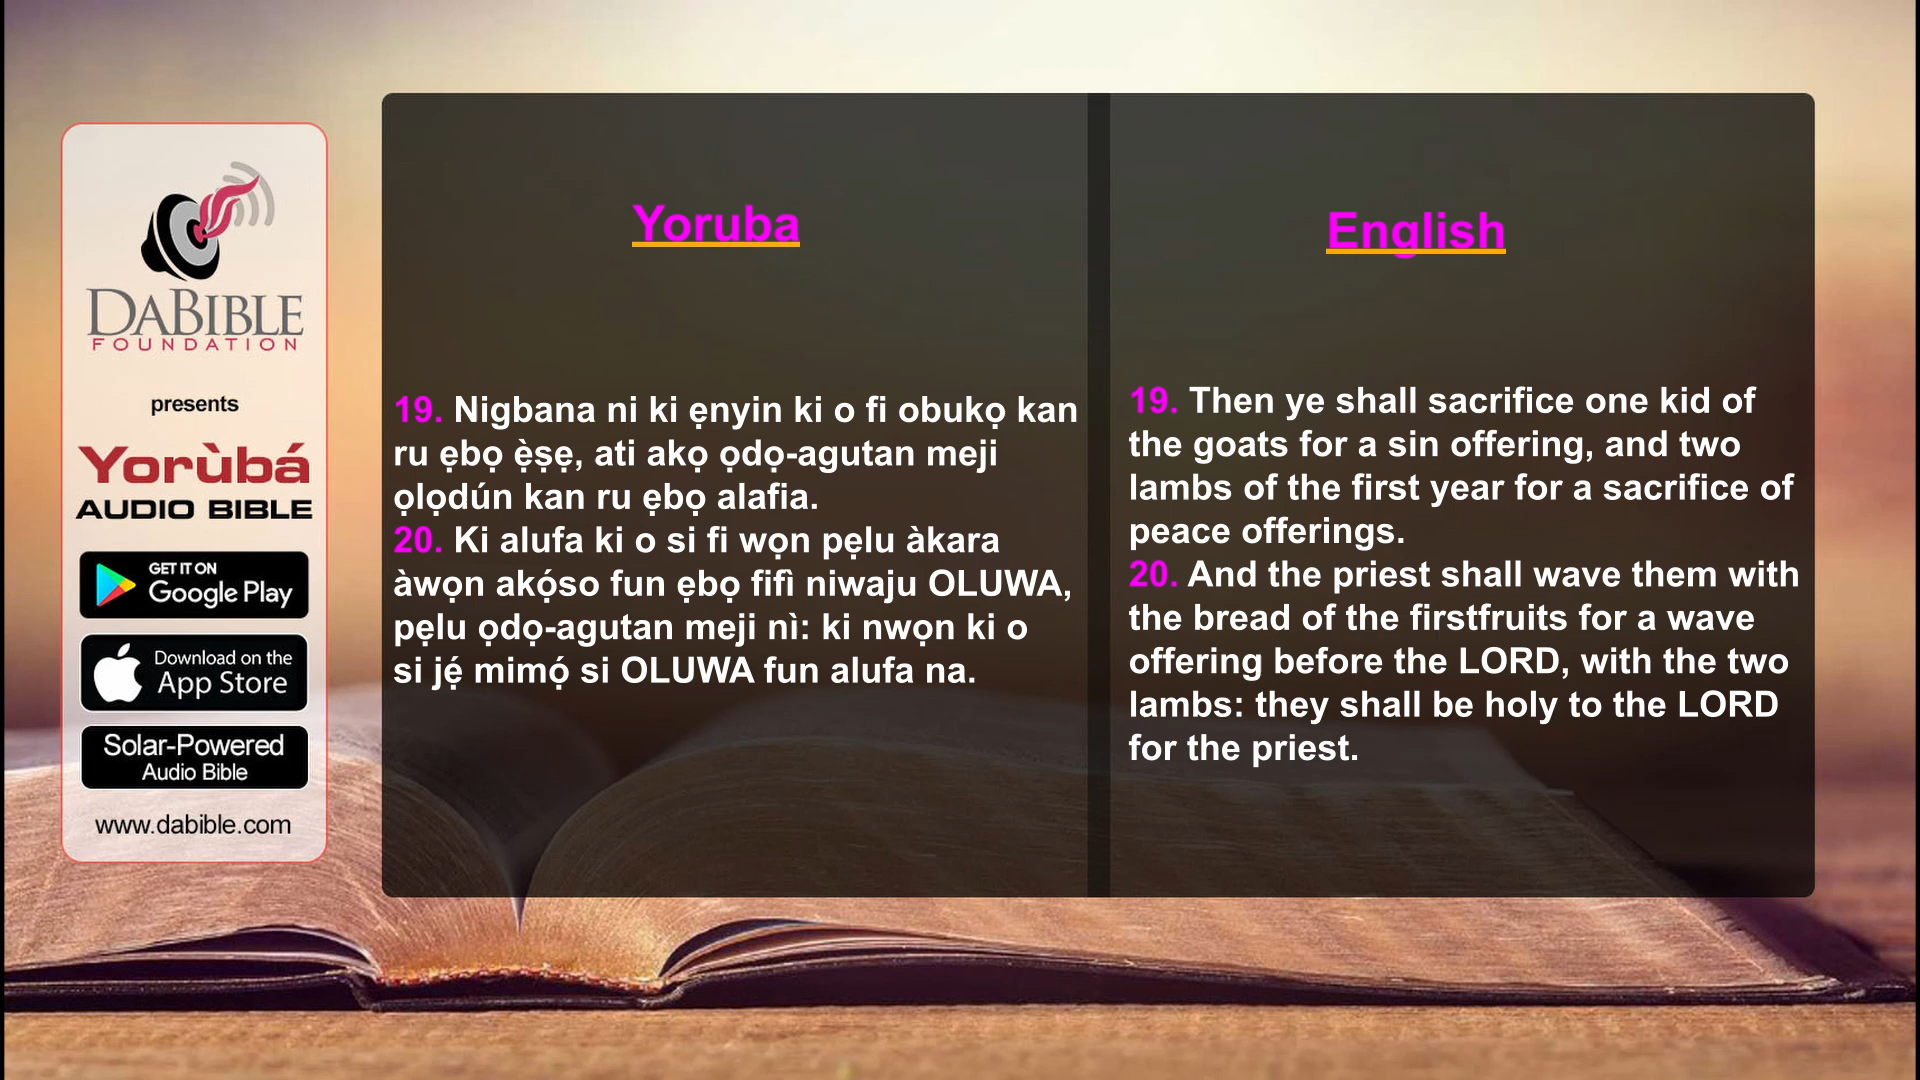 DABIBLE
FOUNDATION
presents
Yorùbá
AUDIO BIBLE
GET IT ON
Google Play
Download on the
App Store
Solar-Powered
Audio Bible
www.dabible.com
Yoruba
19. Nigbana ni ki ẹnyin ki o fi obukọ kan
ru ẹbọ ẹ̀ṣẹ, ati akọ ọdọ-agutan meji
ọlọdún kan ru ẹbọ alafia.
20. Ki alufa ki o si fi wọn pẹlu àkara
àwọn akọ́so fun ẹbọ fifì niwaju OLUWA,
pẹlu ọdọ-agutan meji nì: ki nwọn ki o
si jẹ́ mimọ́ si OLUWA fun alufa na.
English
19. Then ye shall sacrifice one kid of
the goats for a sin offering, and two
lambs of the first year for a sacrifice of
peace offerings.
20. And the priest shall wave them with
the bread of the firstfruits for a wave
offering before the LORD, with the two
lambs: they shall be holy to the LORD
for the priest.